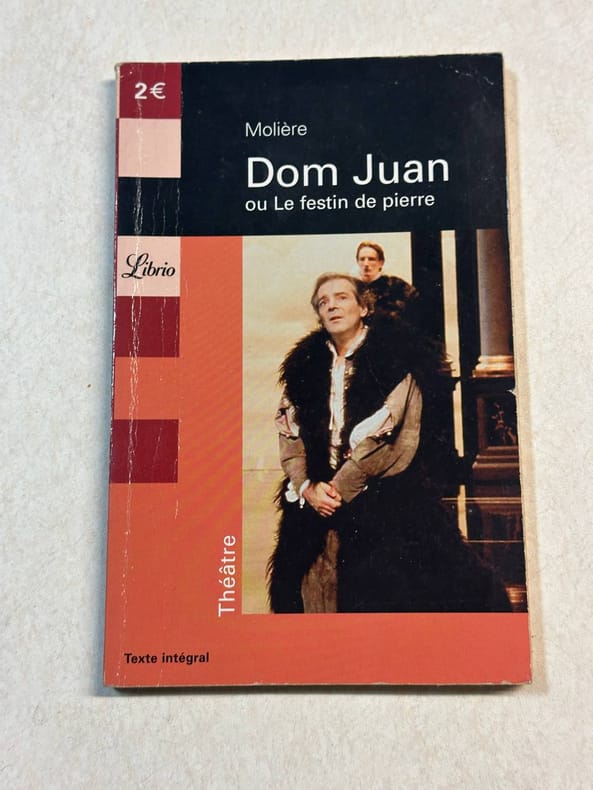 2€
Molière
Dom Juan
ou Le festin de pierre
Librio
Théâtre
Texte intégral